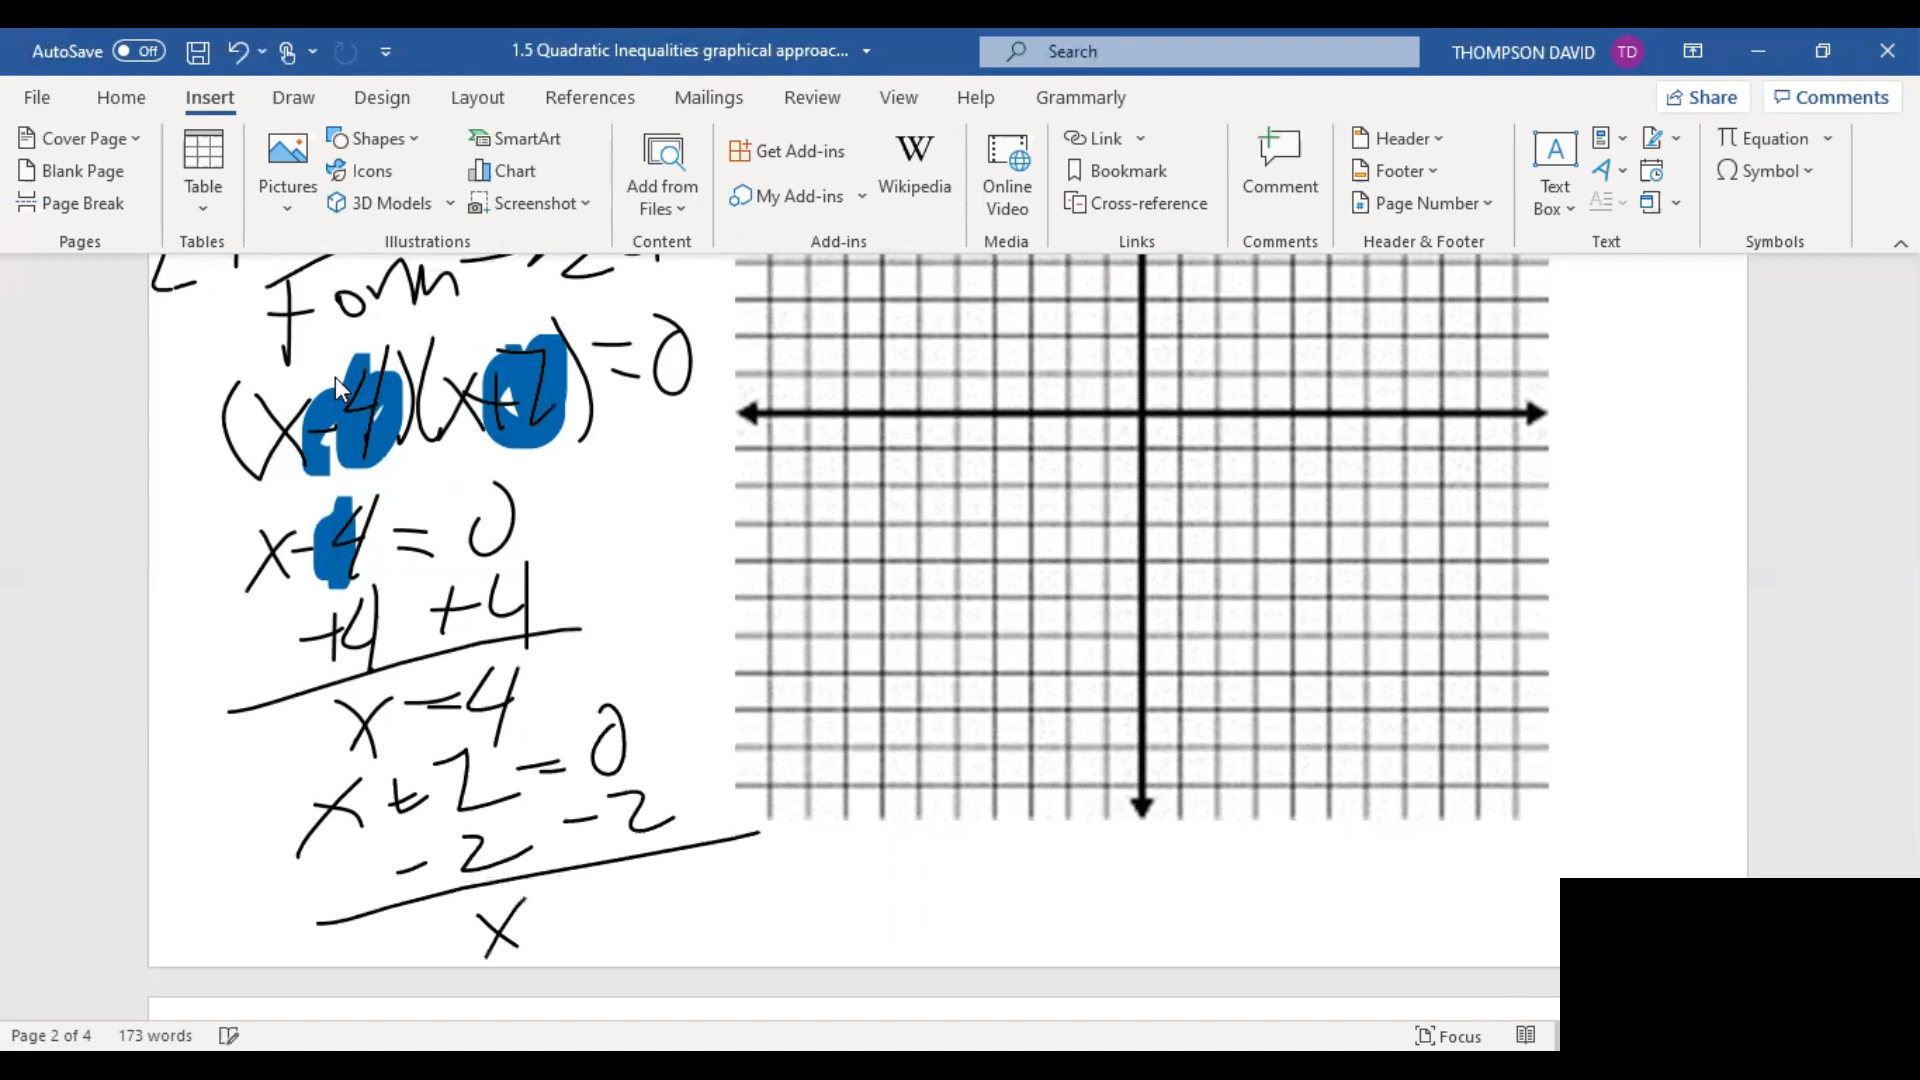 AutoSave Off 1.5 Quadratic Inequalities graphical approac... Search THOMPSON DAVID TD
File Home Insert Draw Design Layout References Mailings Review View Help Grammarly Share Comments
Cover Page
Blank Page
Page Break
Pages
Table
Tables
Pictures
Shapes
Icons
3D Models
SmartArt
Chart
Screenshot
Illustrations
Add from
Files
Content
Get Add-ins
My Add-ins
W
Wikipedia
Add-ins
Online
Video
Media
Link
Bookmark
Cross-reference
Links
Comment
Comments
Header
Footer
Page Number
Header & Footer
A
Text
Box
Text
π Equation
Ω Symbol
Symbols
Form
(x-4)(x+2)=0
x-4=0
+4 +4
x=4
x+2=0
-2 -2
x
Page 2 of 4 173 words Focus